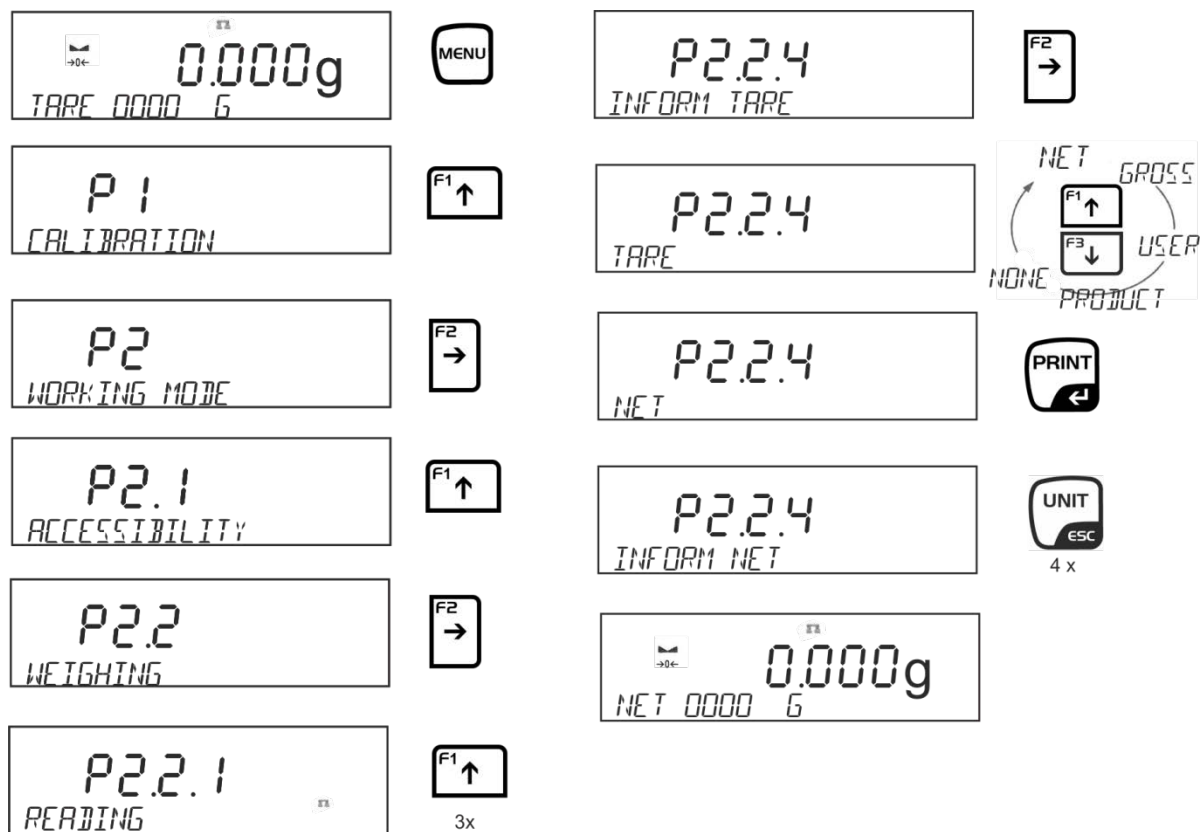 0.000g
TARE 0000 G
MENU
P1
CALIBRATION
F1
P2
WORKING MODE
F2
P2.1
ACCESSIBILITY
F1
P2.2
WEIGHING
F2
P2.2.1
READING
F1
3x
P2.2.4
INFORM TARE
F2
P2.2.4
TARE
NET
GROSS
F1
F3
USER
NONE
PRODUCT
P2.2.4
NET
PRINT
P2.2.4
INFORM NET
UNIT
ESC
4 x
0.000g
NET 0000 G